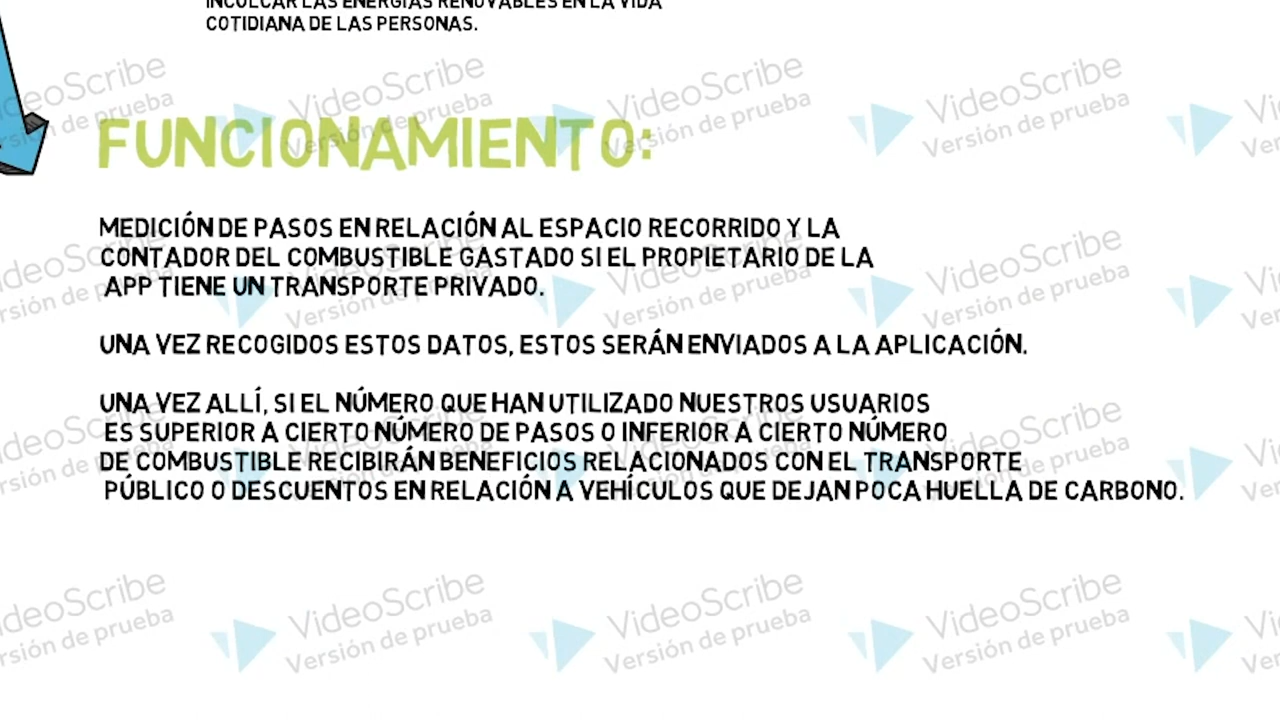 INCULCAR LAS ENERGÍAS RENOVABLES EN LA VIDA
COTIDIANA DE LAS PERSONAS.
FUNCIONAMIENTO:
MEDICIÓN DE PASOS EN RELACIÓN AL ESPACIO RECORRIDO Y LA
CONTADOR DEL COMBUSTIBLE GASTADO SI EL PROPIETARIO DE LA
APP TIENE UN TRANSPORTE PRIVADO.
UNA VEZ RECOGIDOS ESTOS DATOS, ESTOS SERÁN ENVIADOS A LA APLICACIÓN.
UNA VEZ ALLÍ, SI EL NÚMERO QUE HAN UTILIZADO NUESTROS USUARIOS
ES SUPERIOR A CIERTO NÚMERO DE PASOS O INFERIOR A CIERTO NÚMERO
DE COMBUSTIBLE RECIBIRÁN BENEFICIOS RELACIONADOS CON EL TRANSPORTE
PÚBLICO O DESCUENTOS EN RELACIÓN A VEHÍCULOS QUE DEJAN POCA HUELLA DE CARBONO.
VideoScribe
Versión de prueba